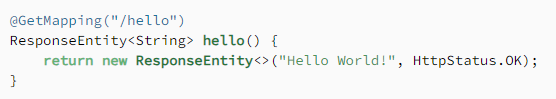 @GetMapping("/hello")
ResponseEntity<String> hello() {
    return new ResponseEntity<>("Hello World!", HttpStatus.OK);
}